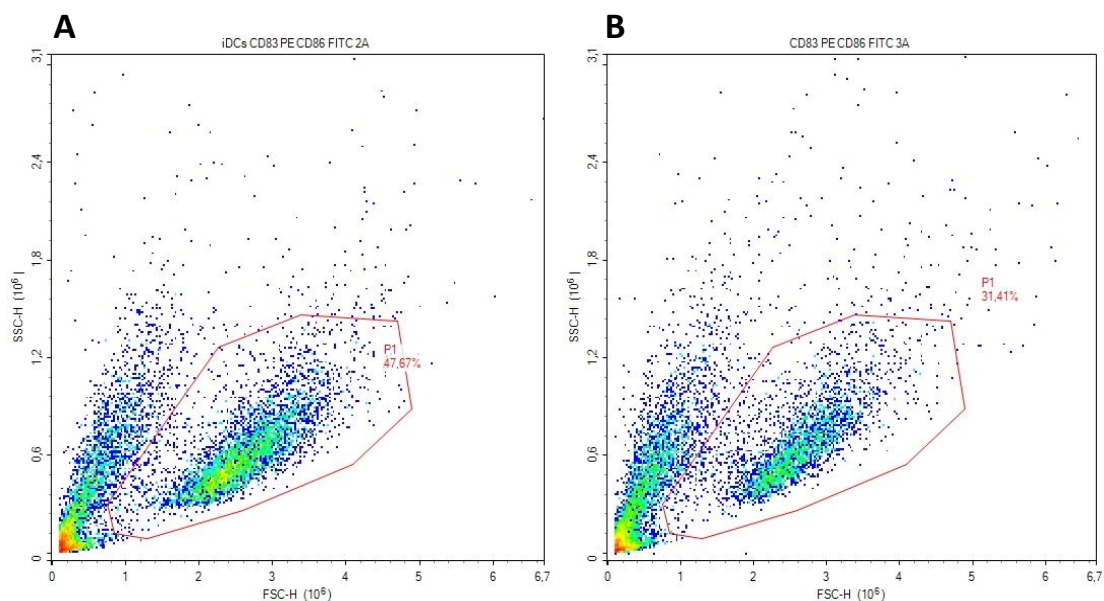 A
iDCs CD83 PE CD86 FITC 2A
3,1
2,4
1,8
1,2
0,6
0
SSC-H (10⁶ |
P1
47,67%
0
1
2
3
4
5
6,7
FSC-H (10⁶)
B
CD83 PE CD86 FITC 3A
3,1
2,4
1,8
1,2
0,6
0
SSC-H (10⁶ |
P1
31,41%
0
1
2
3
4
5
6,7
FSC-H (10⁶)